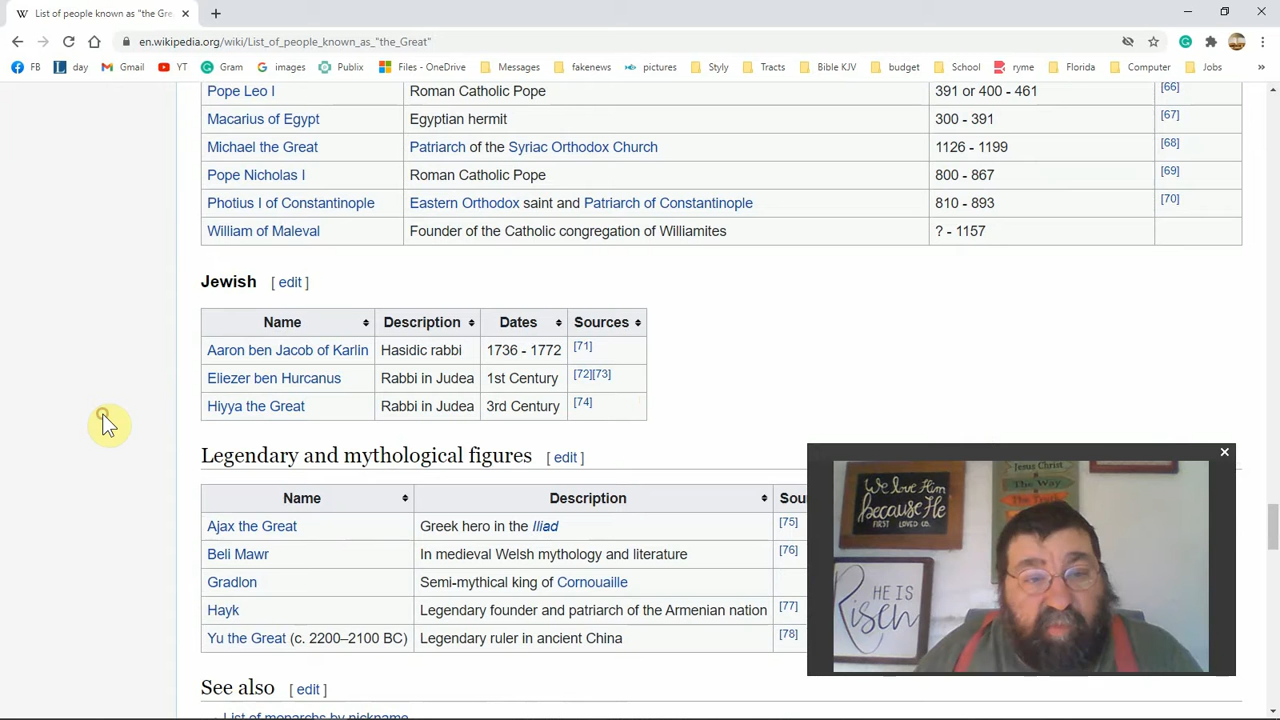 List of people known as "the Gre
en.wikipedia.org/wiki/List_of_people_known_as_"the_Great"
FB day Gmail YT Gram images Publix Files - OneDrive Messages fakenews pictures Styly Tracts Bible KJV budget School ryme Florida Computer Jobs »
Pope Leo I Roman Catholic Pope 391 or 400 - 461 [66]
Macarius of Egypt Egyptian hermit 300 - 391 [67]
Michael the Great Patriarch of the Syriac Orthodox Church 1126 - 1199 [68]
Pope Nicholas I Roman Catholic Pope 800 - 867 [69]
Photius I of Constantinople Eastern Orthodox saint and Patriarch of Constantinople 810 - 893 [70]
William of Maleval Founder of the Catholic congregation of Williamites ? - 1157
Jewish [ edit ]
Name Description Dates Sources
Aaron ben Jacob of Karlin Hasidic rabbi 1736 - 1772 [71]
Eliezer ben Hurcanus Rabbi in Judea 1st Century [72][73]
Hiyya the Great Rabbi in Judea 3rd Century [74]
Legendary and mythological figures [ edit ]
Name Description Sou
Ajax the Great Greek hero in the Iliad [75]
Beli Mawr In medieval Welsh mythology and literature [76]
Gradlon Semi-mythical king of Cornouaille
Hayk Legendary founder and patriarch of the Armenian nation [77]
Yu the Great (c. 2200–2100 BC) Legendary ruler in ancient China [78]
See also [ edit ]
List of monarchs by nickname
We love Him
because He
FIRST LOVED US.
Jesus Christ
The Way
The Truth
HE IS
Risen